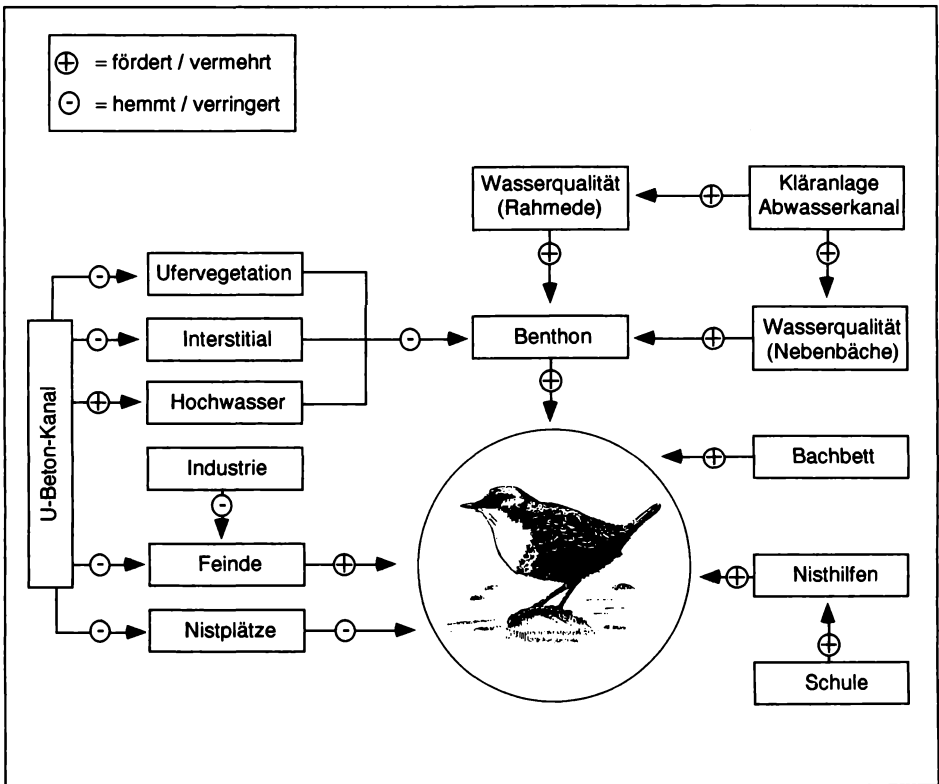 ⊕ = fördert / vermehrt
⊖ = hemmt / verringert
Wasserqualität
(Rahmede)
Kläranlage
Abwasserkanal
Ufervegetation
Interstitial
Benthon
Wasserqualität
(Nebenbäche)
Hochwasser
U-Beton-Kanal
Industrie
Bachbett
Feinde
Nisthilfen
Nistplätze
Schule